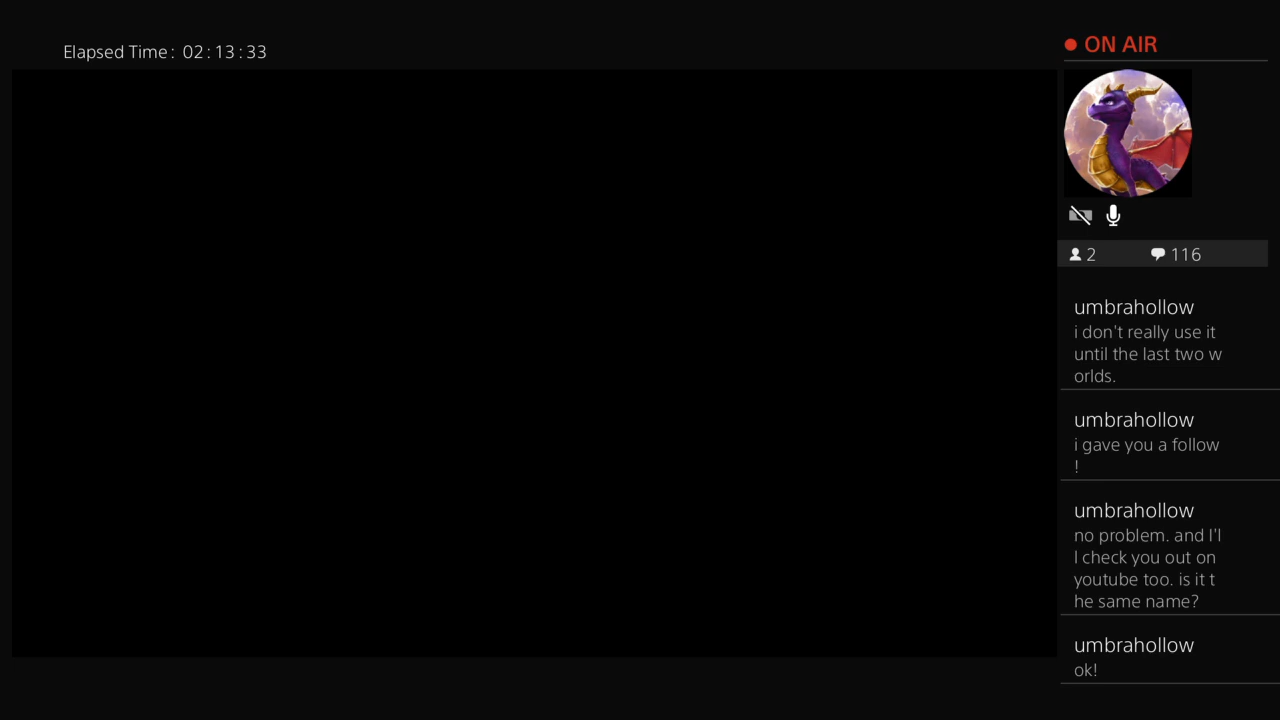 Elapsed Time: 02:13:33
ON AIR
2 116
umbrahollow
i don't really use it
until the last two w
orlds.
umbrahollow
i gave you a follow
!
umbrahollow
no problem. and I'l
l check you out on
youtube too. is it t
he same name?
umbrahollow
ok!